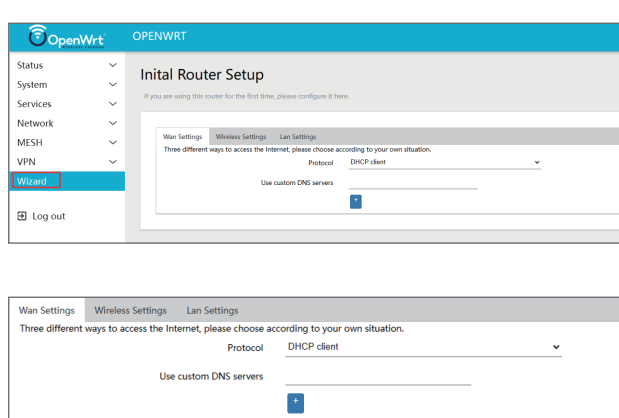 OpenWrt
WIRELESS FREEDOM
OPENWRT
Status
System
Services
Network
MESH
VPN
Wizard
Log out
Inital Router Setup
If you are using this router for the first time, please configure it here.
Wan Settings Wireless Settings Lan Settings
Three different ways to access the Internet, please choose according to your own situation.
Protocol DHCP client
Use custom DNS servers
+
Wan Settings Wireless Settings Lan Settings
Three different ways to access the Internet, please choose according to your own situation.
Protocol DHCP client
Use custom DNS servers
+